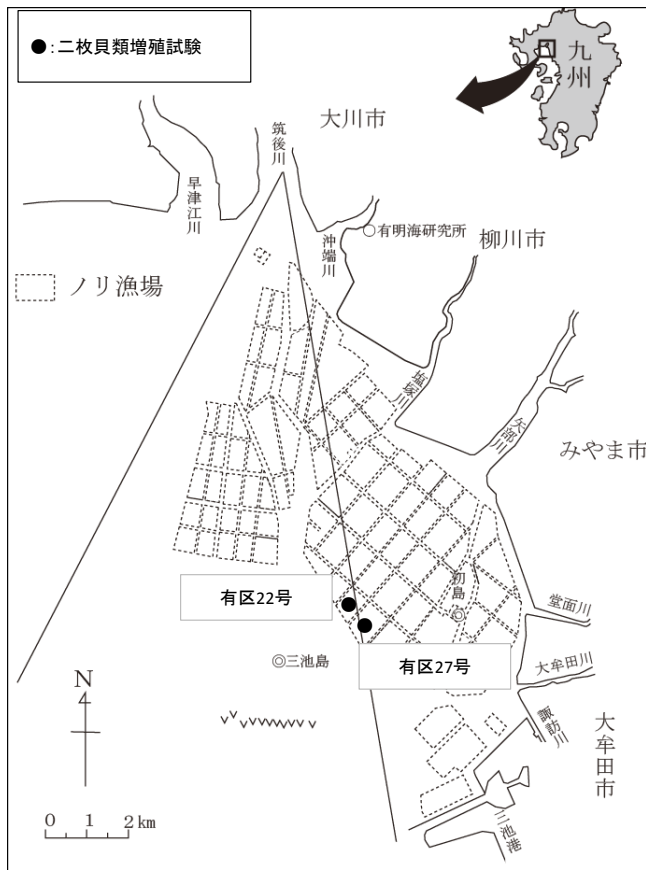 ●:二枚貝類増殖試験
九州
大川市
筑後川
早津江川
沖端川
○有明海研究所
柳川市
ノリ漁場
塩塚川
矢部川
みやま市
初島
有区22号
堂面川
三池島
有区27号
大牟田川
諏訪川
大牟田市
N
0 1 2km
三池港